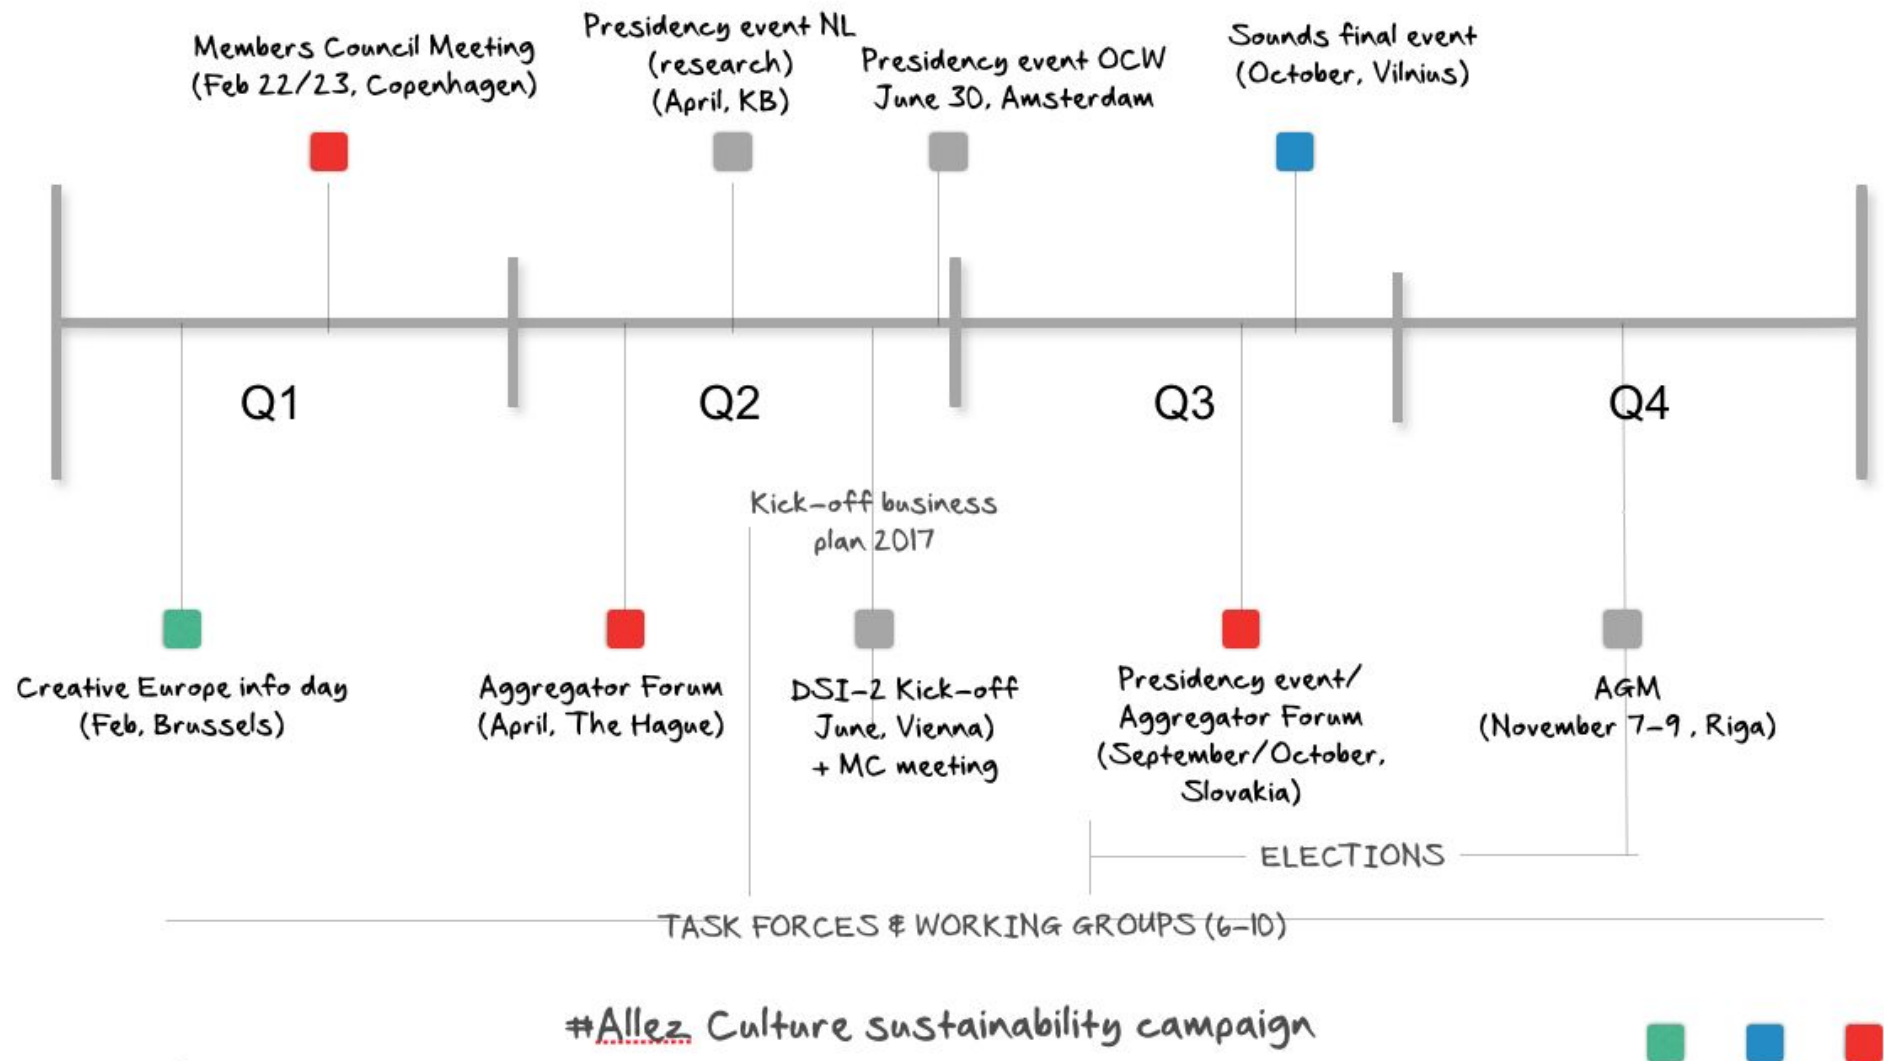 Members Council Meeting
(Feb 22/23, Copenhagen)
Presidency event NL
(research)
(April, KB)
Presidency event OCW
June 30, Amsterdam
Sounds final event
(October, Vilnius)
Q1
Q2
Q3
Q4
Kick-off business
plan 2017
Creative Europe info day
(Feb, Brussels)
Aggregator Forum
(April, The Hague)
DSI-2 Kick-off
June, Vienna)
+ MC meeting
Presidency event/
Aggregator Forum
(September/October,
Slovakia)
AGM
(November 7-9, Riga)
ELECTIONS
TASK FORCES & WORKING GROUPS (6-10)
#Allez Culture sustainability campaign